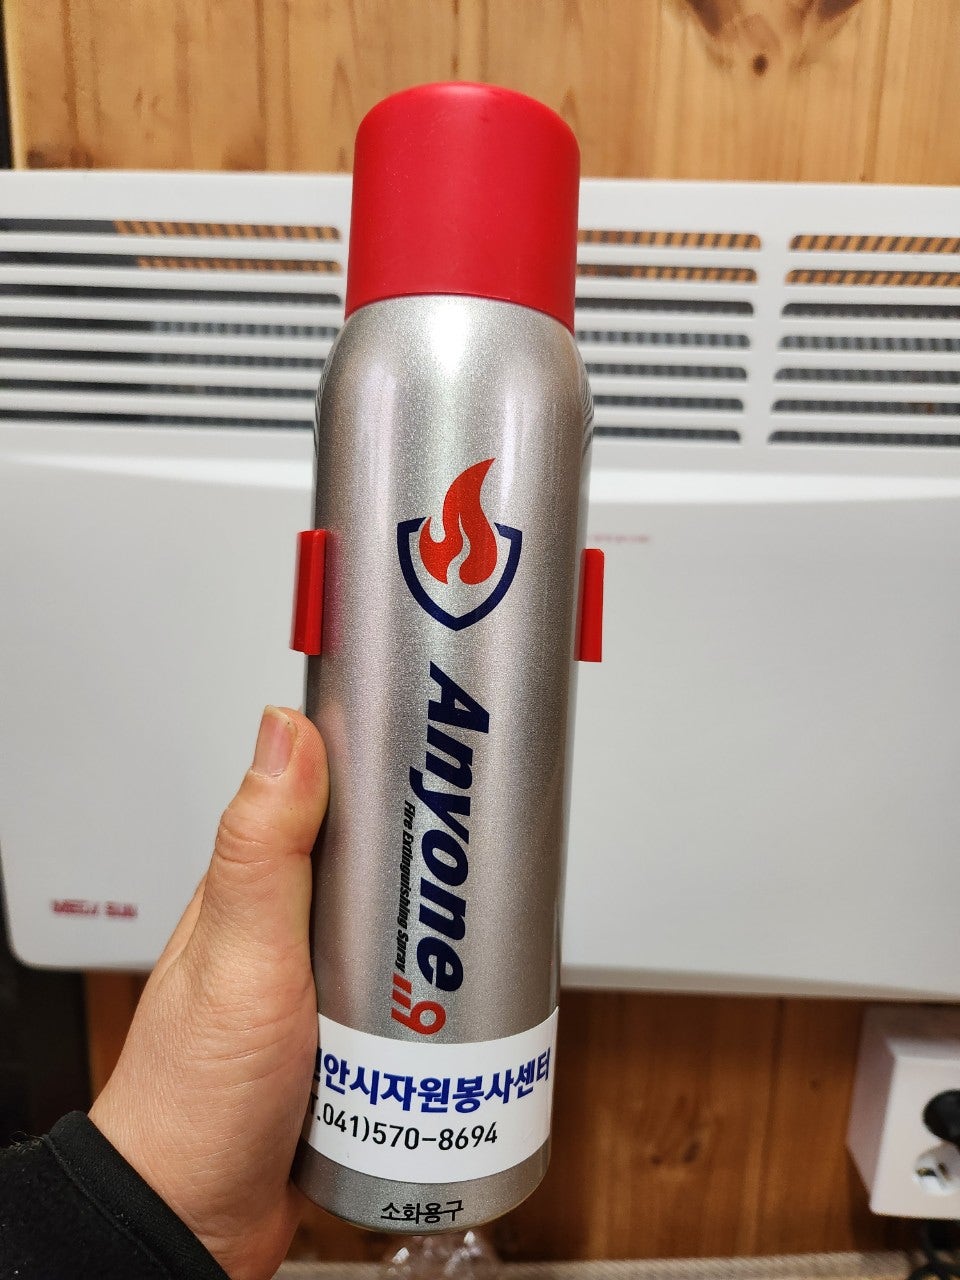 Anyone 119
Fire Extinguishing Spray
안시자원봉사센터
T.041)570-8694
소화용구